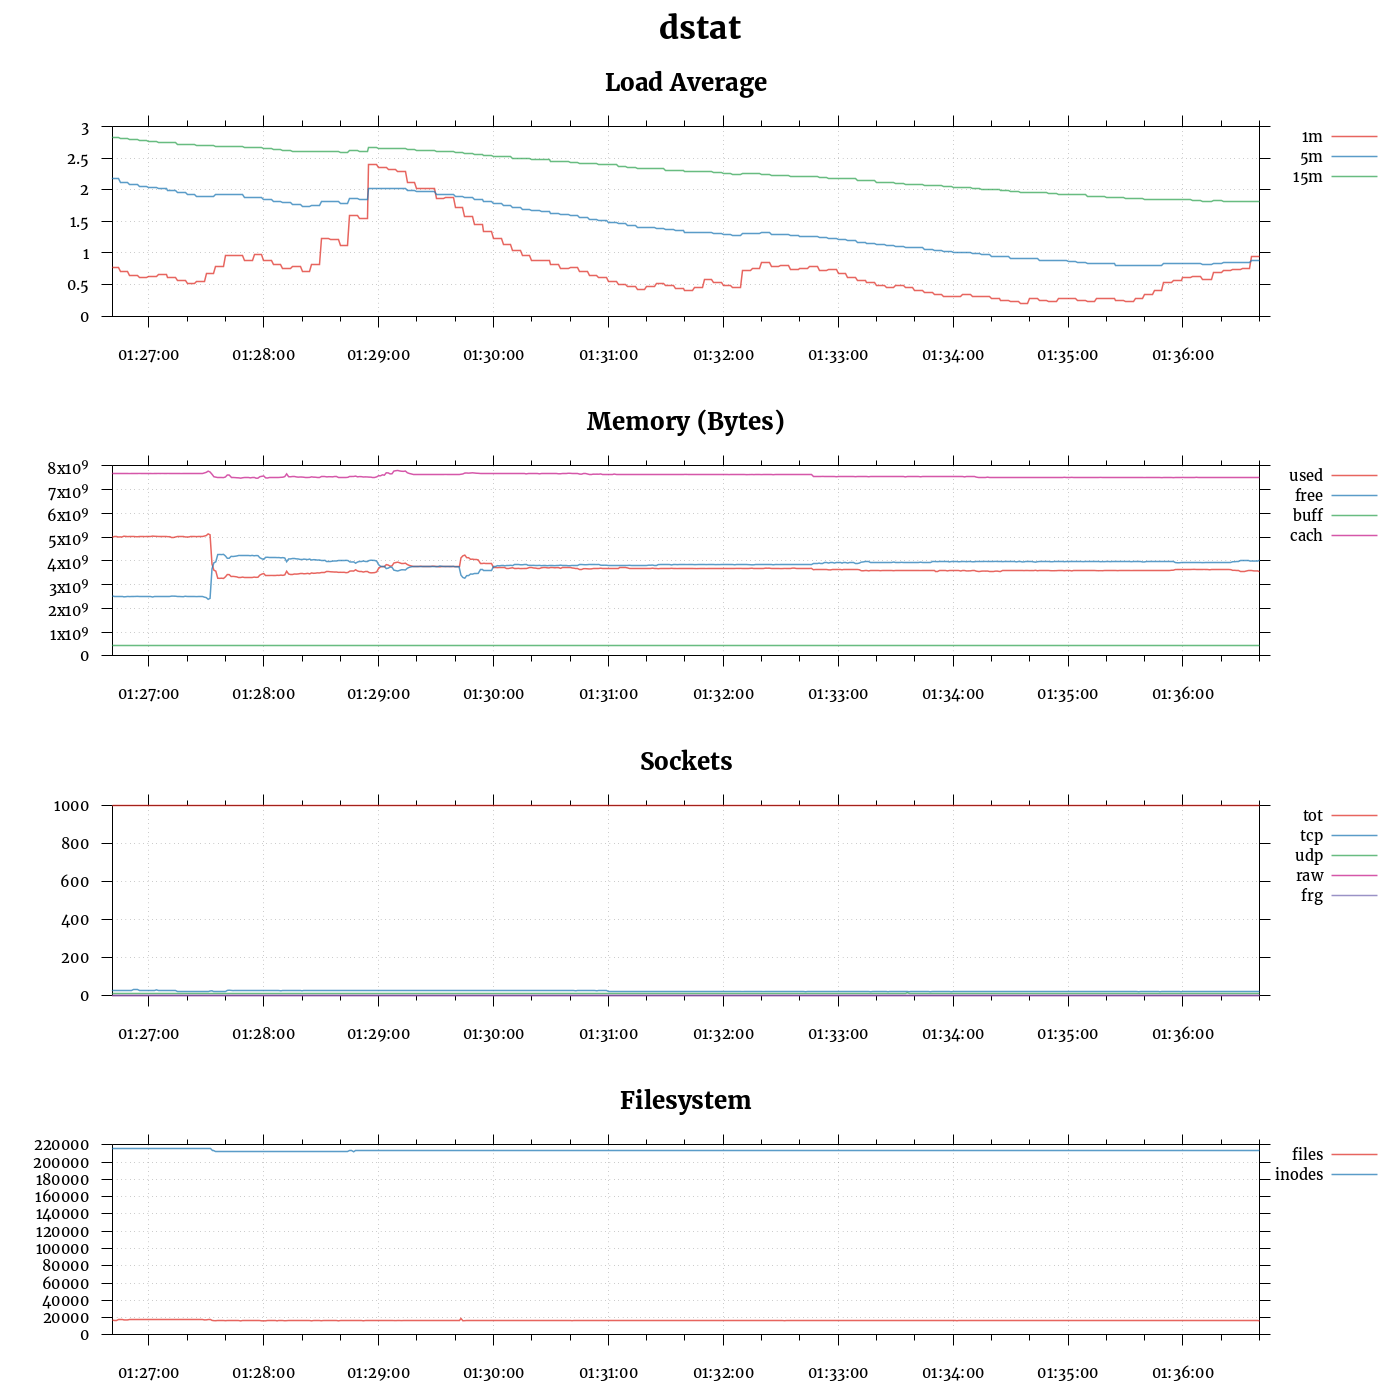 dstat
Load Average
3
2.5
2
1.5
1
0.5
0
01:27:00 01:28:00 01:29:00 01:30:00 01:31:00 01:32:00 01:33:00 01:34:00 01:35:00 01:36:00
1m
5m
15m
Memory (Bytes)
8x10⁹
7x10⁹
6x10⁹
5x10⁹
4x10⁹
3x10⁹
2x10⁹
1x10⁹
0
01:27:00 01:28:00 01:29:00 01:30:00 01:31:00 01:32:00 01:33:00 01:34:00 01:35:00 01:36:00
used
free
buff
cach
Sockets
1000
800
600
400
200
0
01:27:00 01:28:00 01:29:00 01:30:00 01:31:00 01:32:00 01:33:00 01:34:00 01:35:00 01:36:00
tot
tcp
udp
raw
frg
Filesystem
220000
200000
180000
160000
140000
120000
100000
80000
60000
40000
20000
0
01:27:00 01:28:00 01:29:00 01:30:00 01:31:00 01:32:00 01:33:00 01:34:00 01:35:00 01:36:00
files
inodes